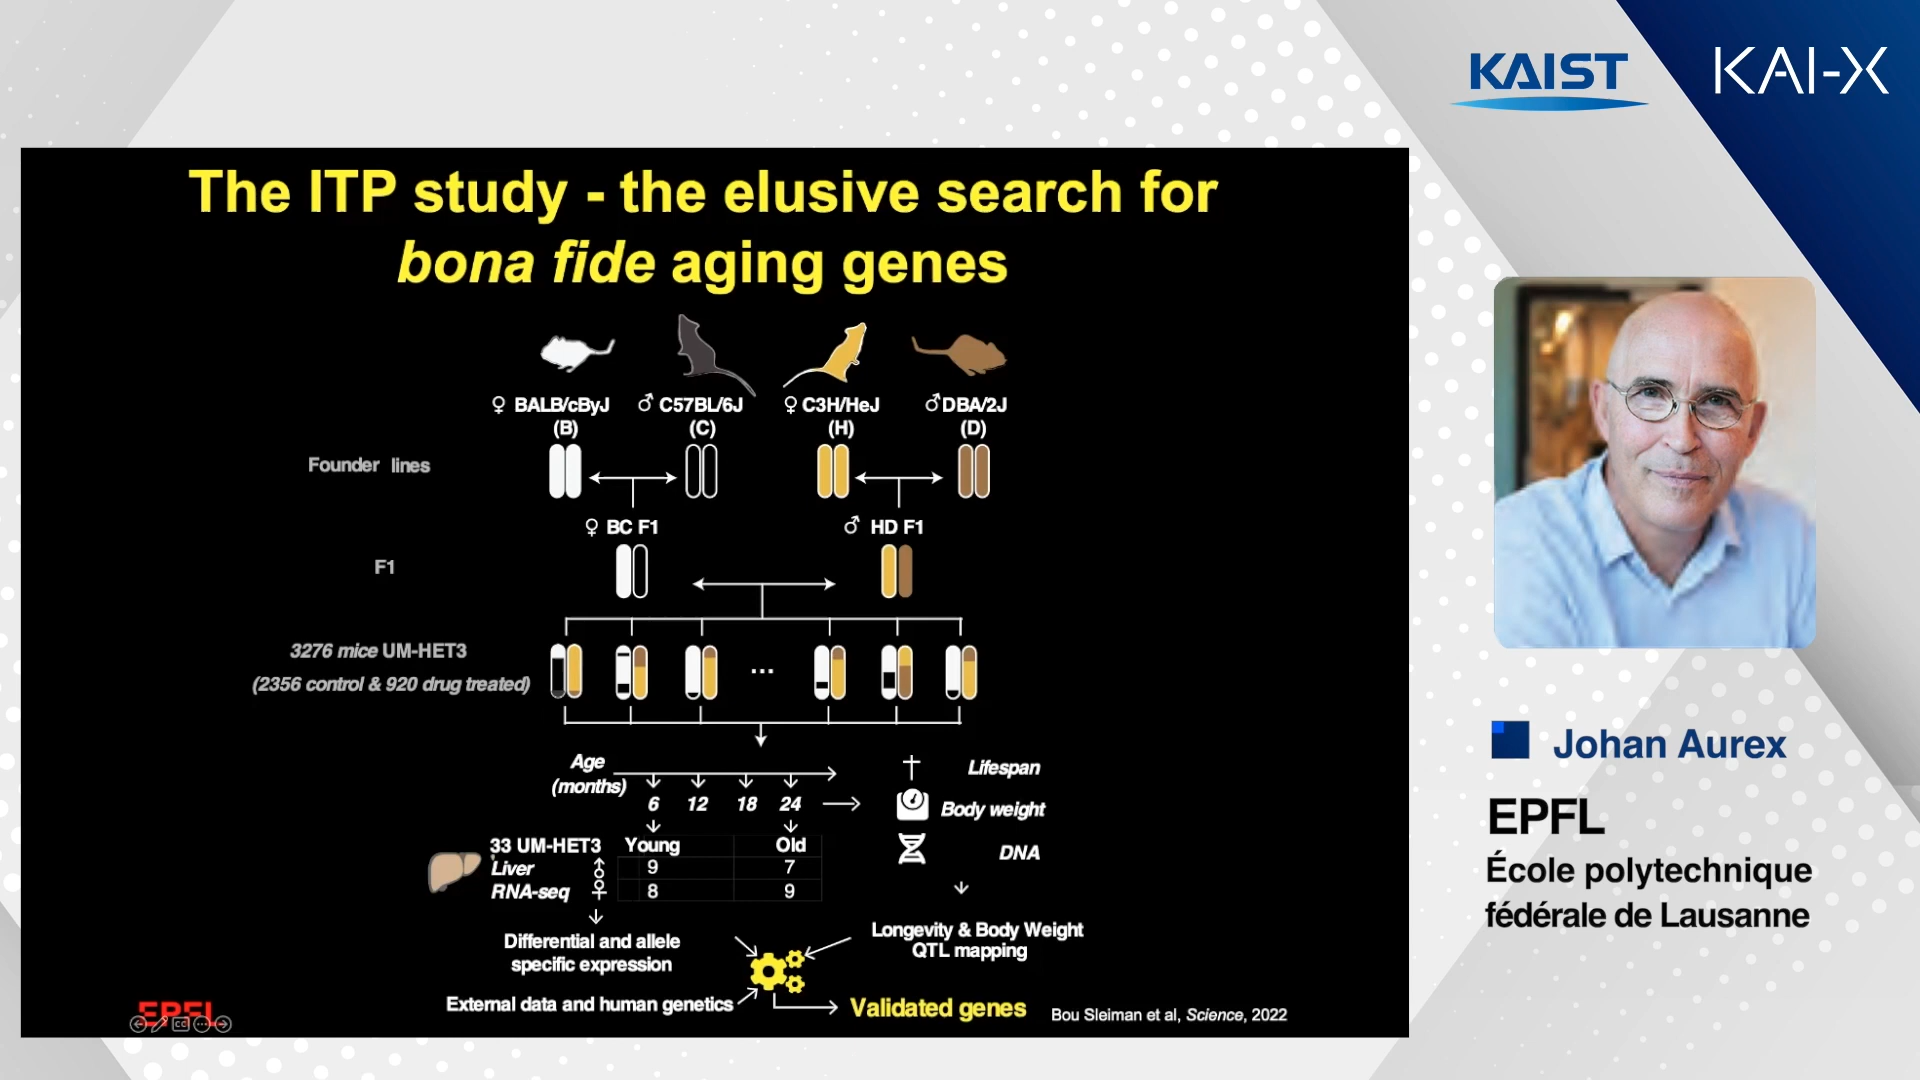 KAIST
KAI-X
The ITP study - the elusive search for
bona fide aging genes
♀ BALB/cByJ
(B)
♂ C57BL/6J
(C)
♀ C3H/HeJ
(H)
♂DBA/2J
(D)
Founder lines
♀ BC F1
♂ HD F1
F1
3276 mice UM-HET3
(2356 control & 920 drug treated)
...
Age
(months)
6 12 18 24
Lifespan
Body weight
DNA
33 UM-HET3 Young Old
Liver ♂ 9 7
RNA-seq ♀ 8 9
Differential and allele
specific expression
Longevity & Body Weight
QTL mapping
External data and human genetics
Validated genes
Bou Sleiman et al, Science, 2022
EPFL
CC
Johan Aurex
EPFL
École polytechnique
fédérale de Lausanne